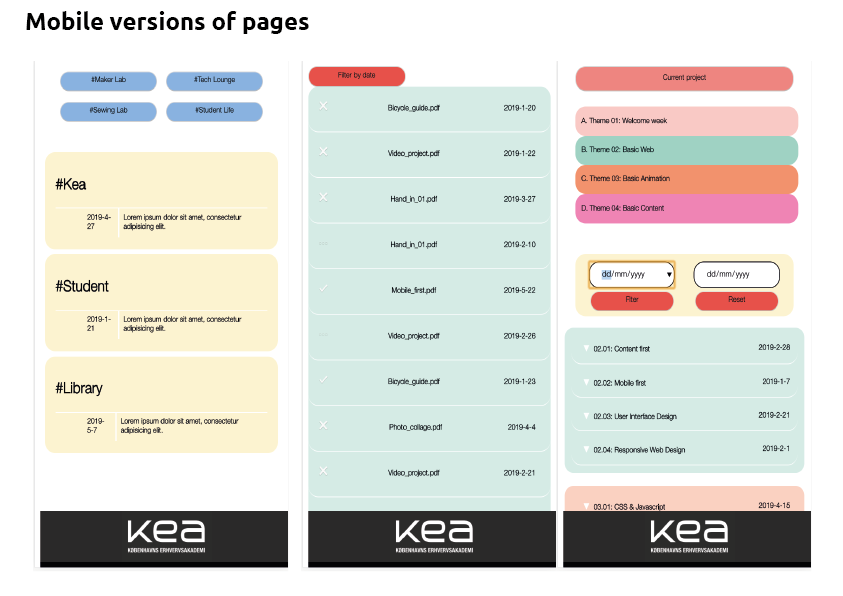 Mobile versions of pages
#Maker Lab
#Tech Lounge
#Sewing Lab
#Student Life
#Kea
2019-4-
27
Lorem ipsum dolor sit amet, consectetur
adipisicing elit.
#Student
2019-1-
21
Lorem ipsum dolor sit amet, consectetur
adipisicing elit.
#Library
2019-
5-7
Lorem ipsum dolor sit amet, consectetur
adipisicing elit.
kea
KØBENHAVNS ERHVERVSAKADEMI
Filter by date
Bicycle_guide.pdf 2019-1-20
Video_project.pdf 2019-1-22
Hand_in_01.pdf 2019-3-27
Hand_in_01.pdf 2019-2-10
Mobile_first.pdf 2019-5-22
Video_project.pdf 2019-2-26
Bicycle_guide.pdf 2019-1-23
Photo_collage.pdf 2019-4-4
Video_project.pdf 2019-2-21
kea
KØBENHAVNS ERHVERVSAKADEMI
Current project
A. Theme 01: Welcome week
B. Theme 02: Basic Web
C. Theme 03: Basic Animation
D. Theme 04: Basic Content
dd/mm/yyyy
dd/mm/yyyy
Filter
Reset
02.01: Content first 2019-2-28
02.02: Mobile first 2019-1-7
02.03: User Interface Design 2019-2-21
02.04: Responsive Web Design 2019-2-1
03.01: CSS & Javascript 2019-4-15
kea
KØBENHAVNS ERHVERVSAKADEMI